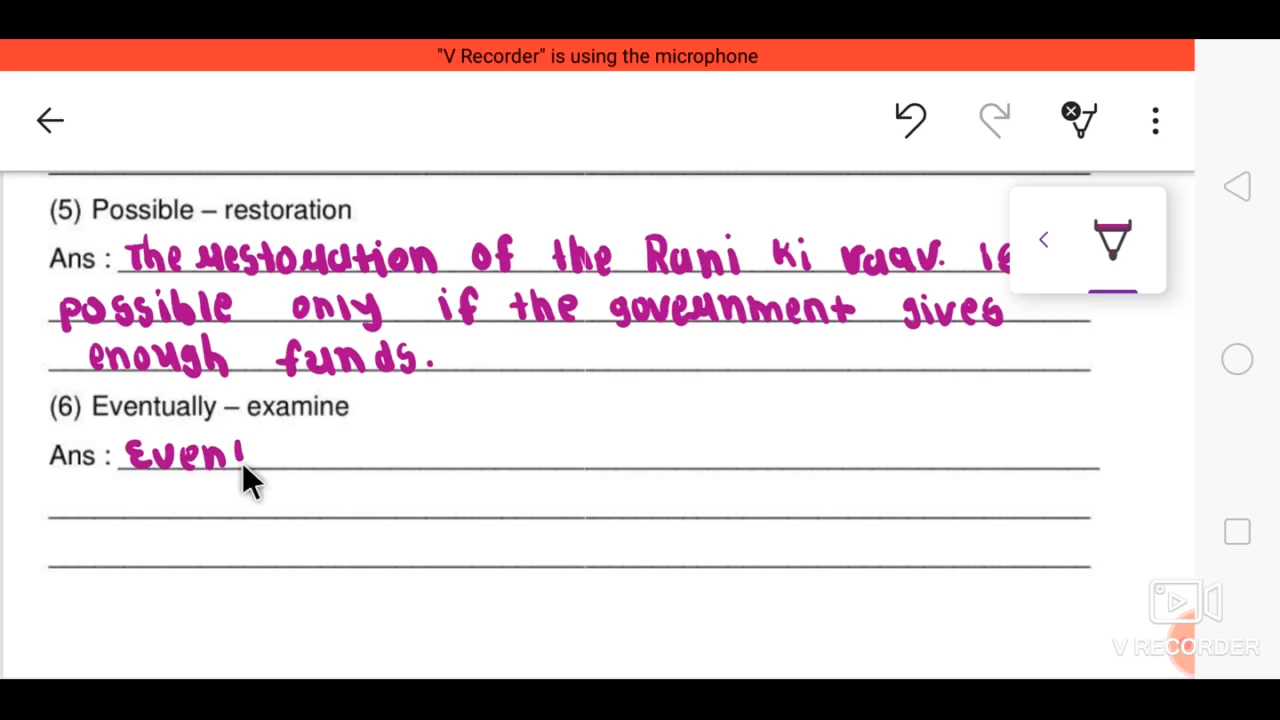 "V Recorder" is using the microphone
(5) Possible – restoration
Ans : The restoration of the Rani ki vaav. is
possible only if the government gives
enough funds.
(6) Eventually – examine
Ans : Even
V RECORDER